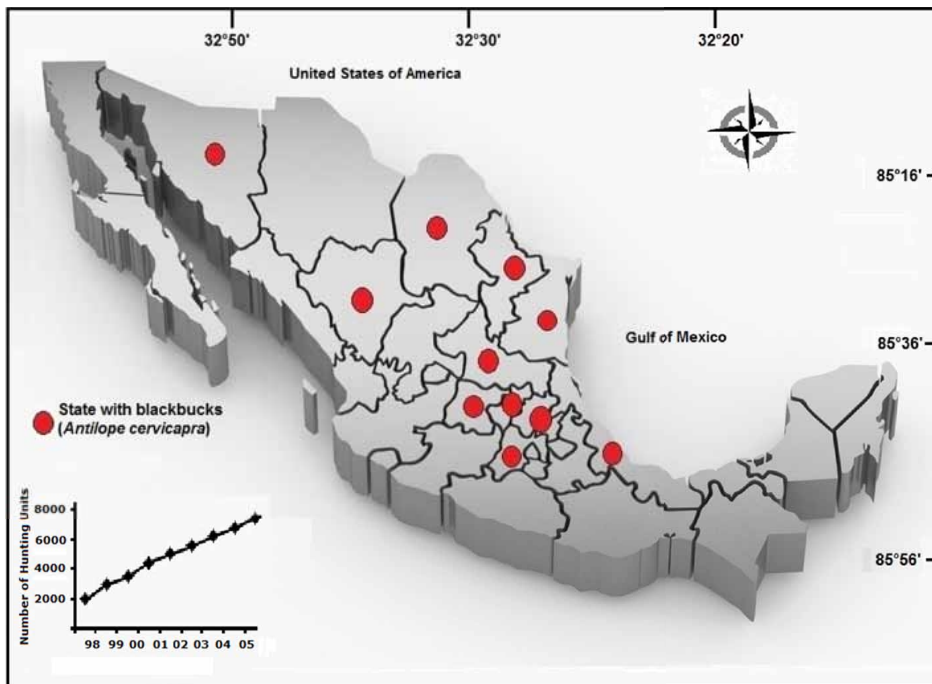 32°50' 32°30' 32°20'
United States of America
85°16'
Gulf of Mexico
85°36'
State with blackbucks
(Antilope cervicapra)
85°56'
Number of Hunting Units
8000
6000
4000
2000
98 99 00 01 02 03 04 05